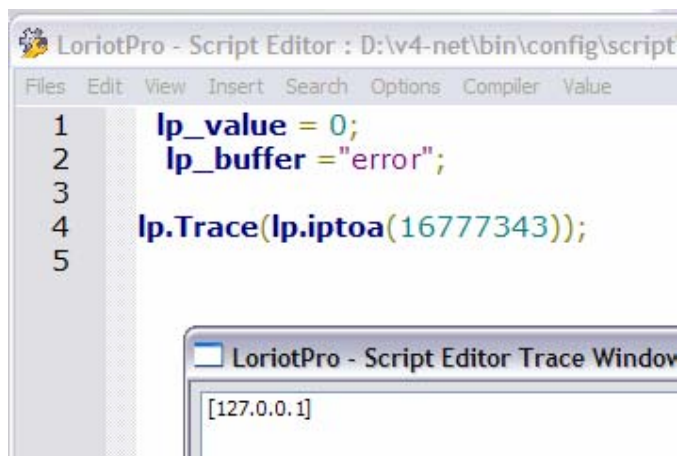 LoriotPro - Script Editor : D:\v4-net\bin\config\script\
Files Edit View Insert Search Options Compiler Value
1 lp_value = 0;
2 lp_buffer ="error";
3
4 lp.Trace(lp.iptoa(16777343));
5
LoriotPro - Script Editor Trace Window
[127.0.0.1]